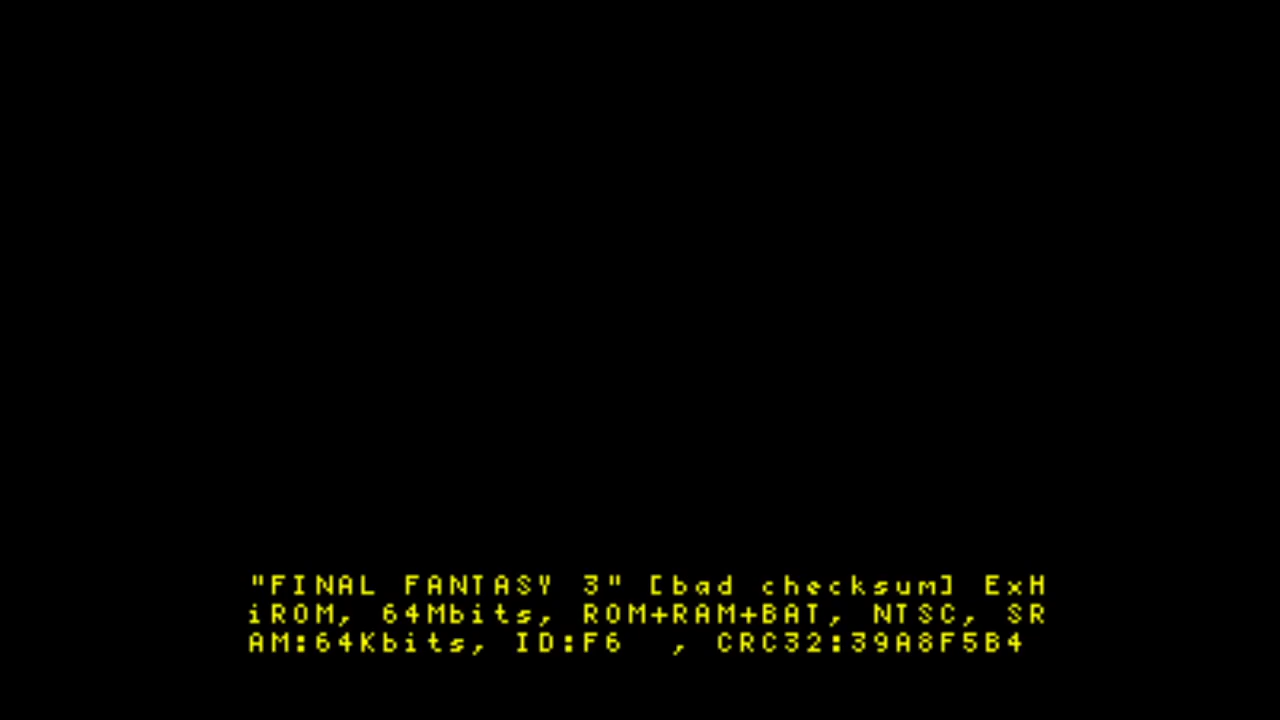 "FINAL FANTASY 3" [bad checksum] ExH
iROM, 64Mbits, ROM+RAM+BAT, NTSC, SR
AM:64Kbits, ID:F6  , CRC32:39A8F5B4